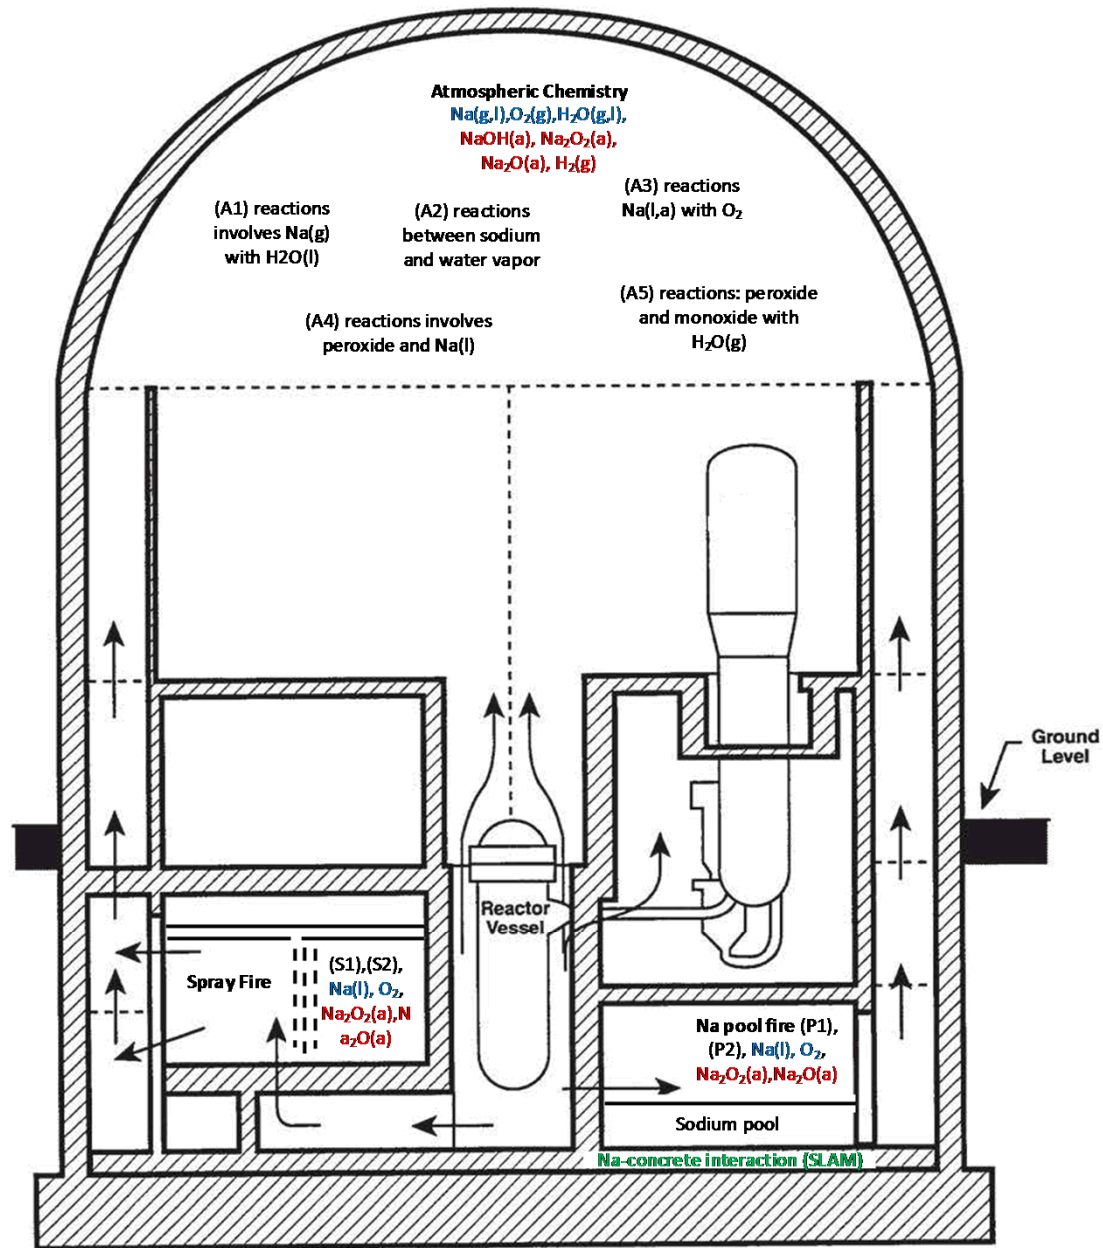 Atmospheric Chemistry
Na(g,l),O₂(g),H₂O(g,l),
NaOH(a), Na₂O₂(a),
Na₂O(a), H₂(g)
(A1) reactions
involves Na(g)
with H2O(l)
(A2) reactions
between sodium
and water vapor
(A3) reactions
Na(l,a) with O₂
(A4) reactions involves
peroxide and Na(l)
(A5) reactions: peroxide
and monoxide with
H₂O(g)
Ground
Level
Reactor
Vessel
Spray Fire
(S1),(S2),
Na(l), O₂,
Na₂O₂(a),N
a₂O(a)
Na pool fire (P1),
(P2), Na(l), O₂,
Na₂O₂(a),Na₂O(a)
Sodium pool
Na-concrete interaction (SLAM)